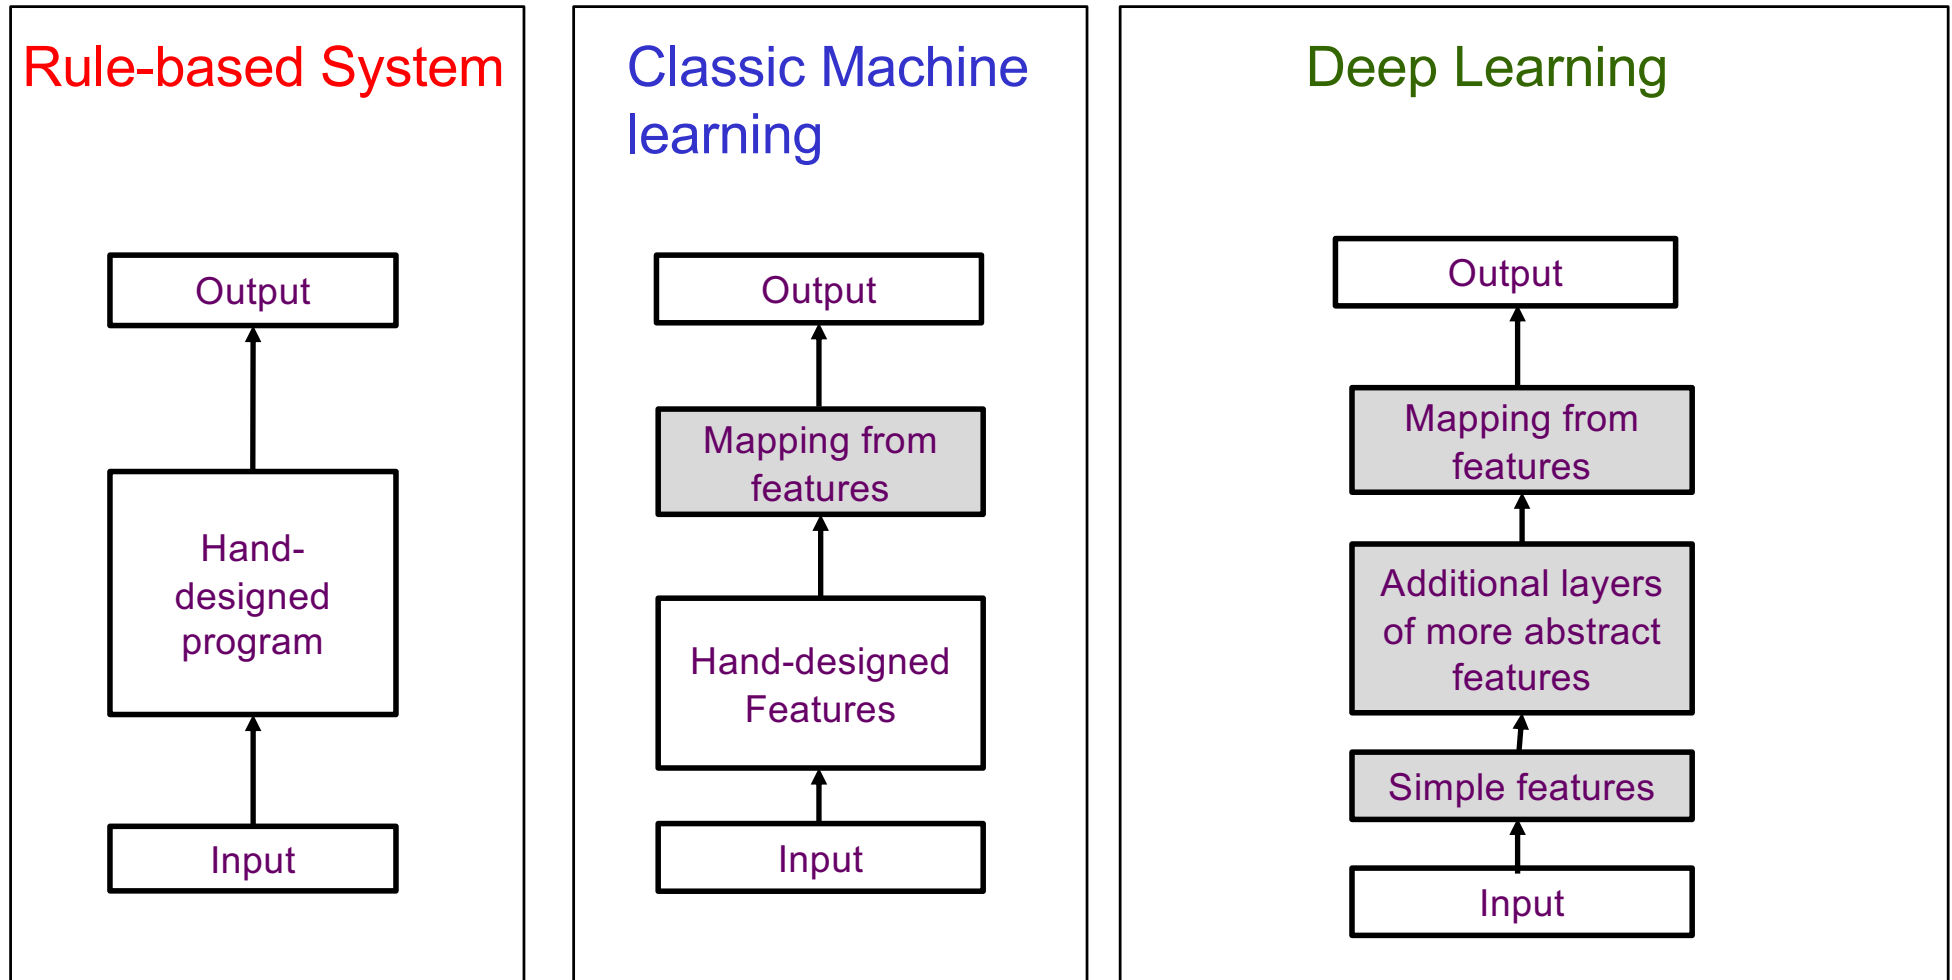 Rule-based System
Output
Hand-
designed
program
Input
Classic Machine
learning
Output
Mapping from
features
Hand-designed
Features
Input
Deep Learning
Output
Mapping from
features
Additional layers
of more abstract
features
Simple features
Input